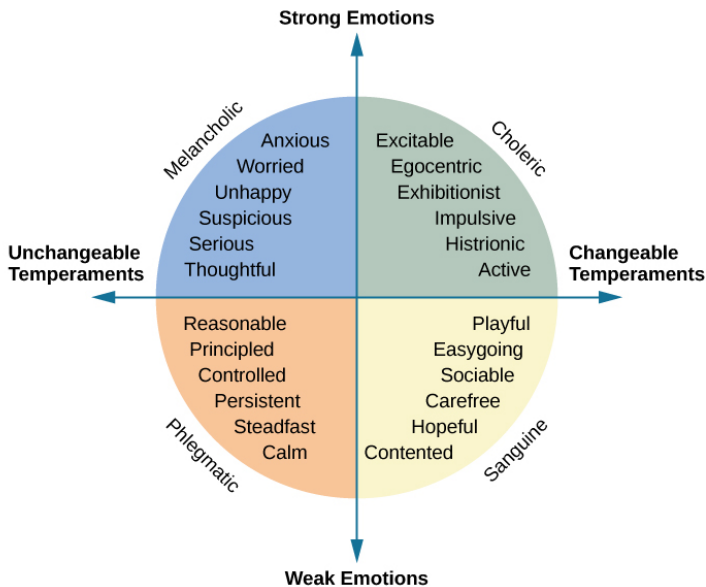 Strong Emotions
Melancholic
Choleric
Anxious
Worried
Unhappy
Suspicious
Serious
Thoughtful
Excitable
Egocentric
Exhibitionist
Impulsive
Histrionic
Active
Unchangeable
Temperaments
Changeable
Temperaments
Reasonable
Principled
Controlled
Persistent
Steadfast
Calm
Playful
Easygoing
Sociable
Carefree
Hopeful
Contented
Phlegmatic
Sanguine
Weak Emotions